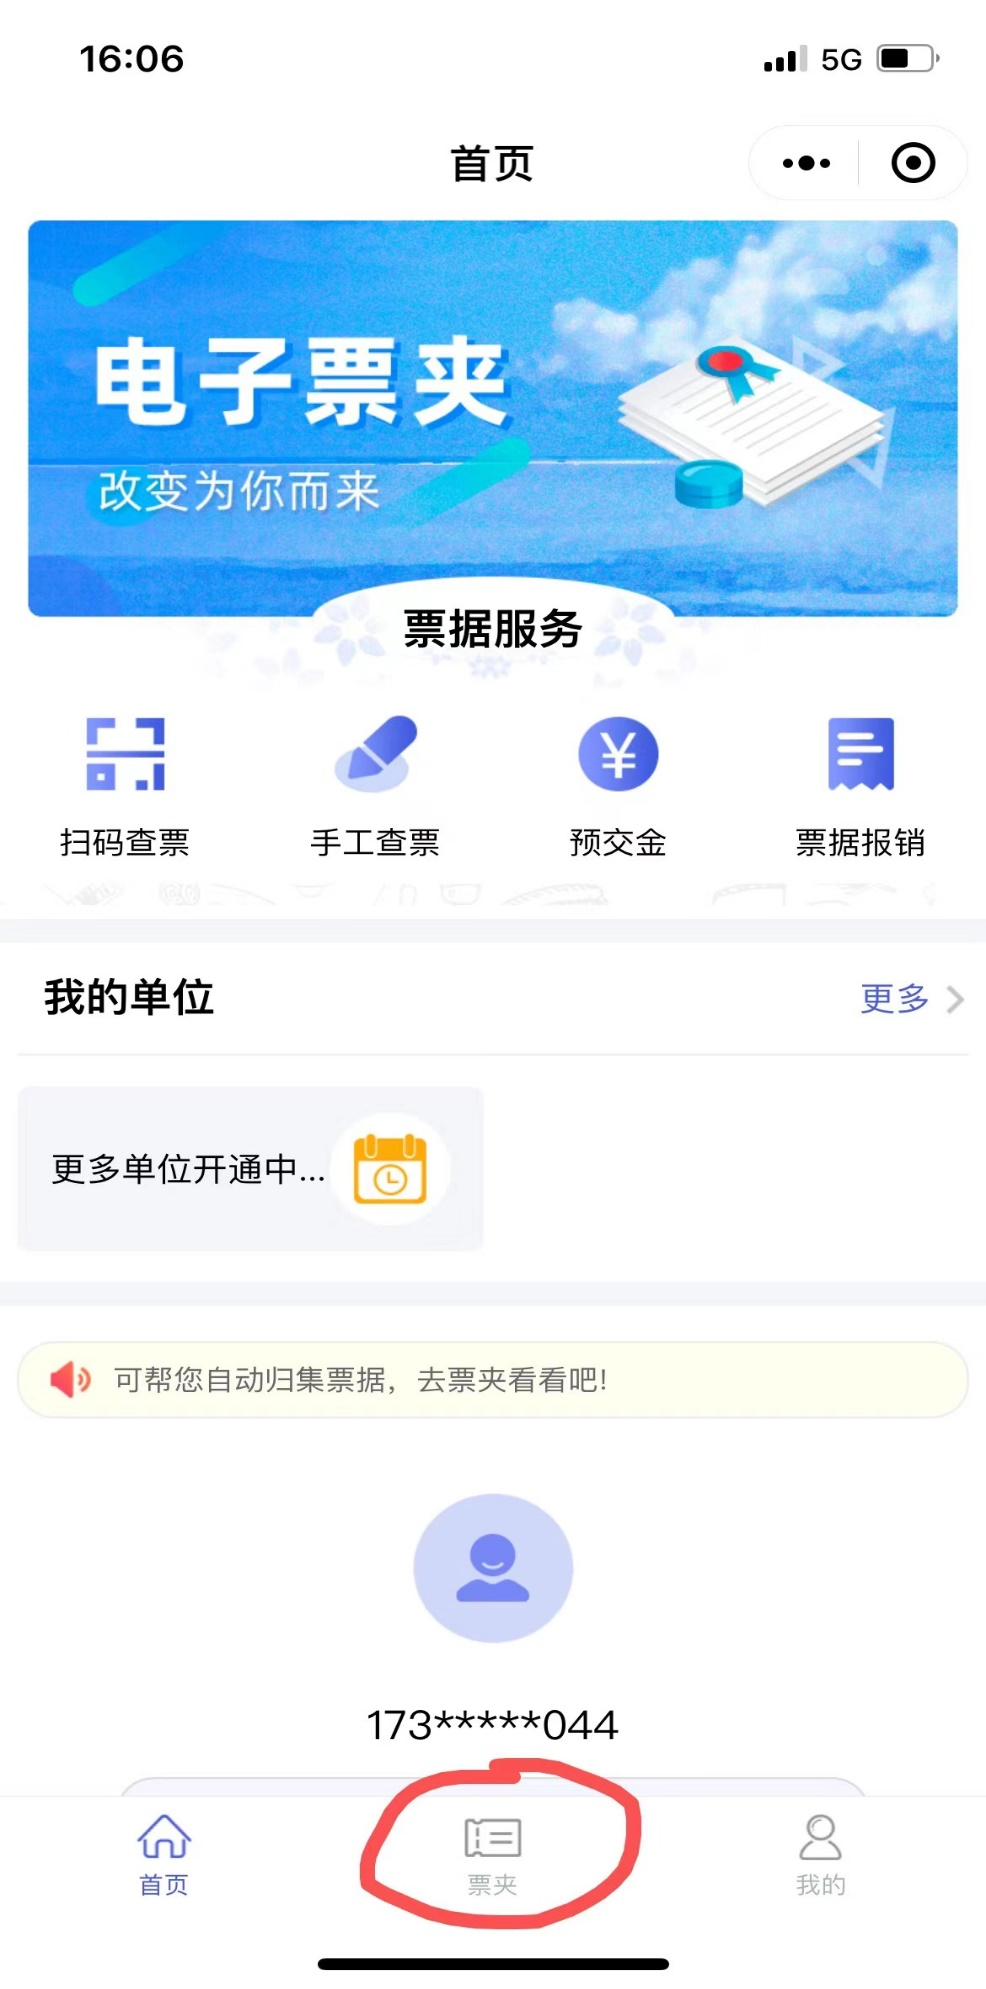 16:06
5G
首页
电子票夹
改变为你而来
票据服务
扫码查票 手工查票 预交金 票据报销
我的单位
更多
更多单位开通中...
可帮您自动归集票据，去票夹看看吧!
173*****044
首页 票夹 我的